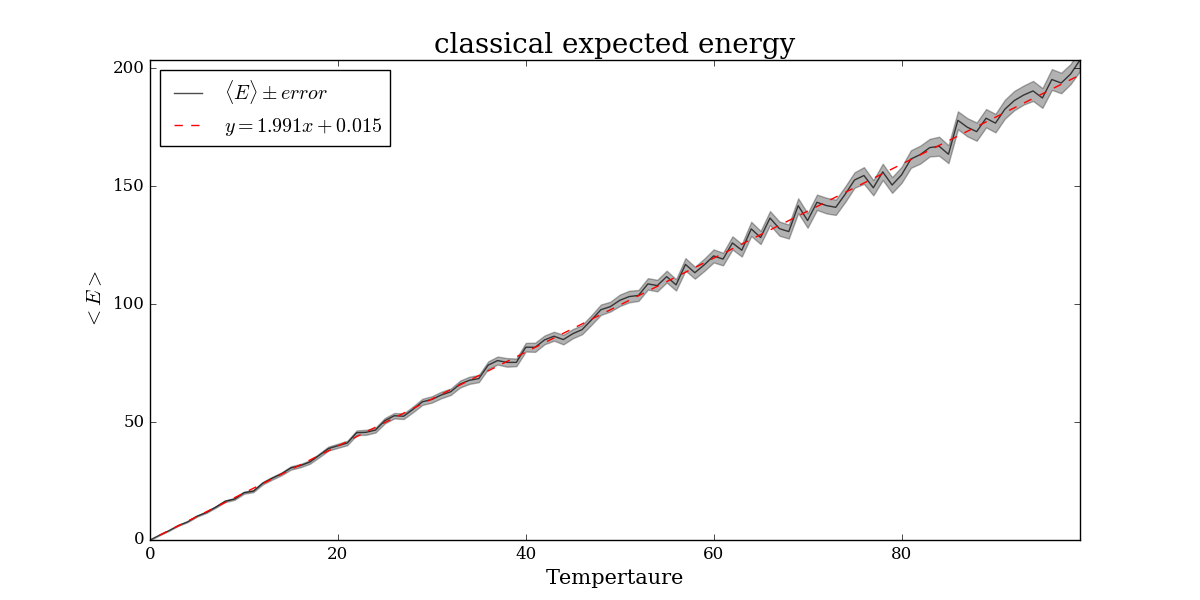 classical expected energy
⟨E⟩ ± error
y = 1.991x + 0.015
200
150
100
50
0
< E >
0 20 40 60 80
Tempertaure